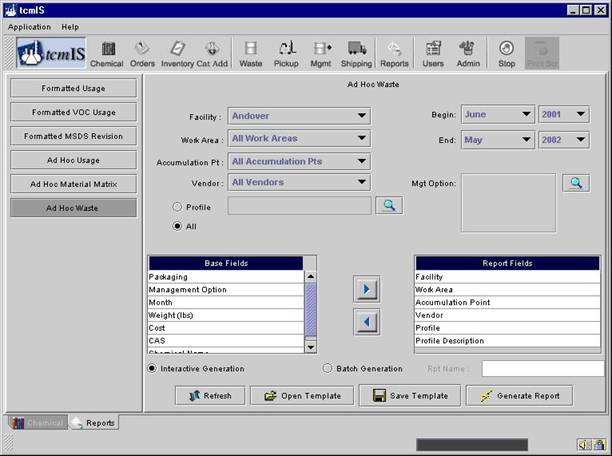 tcmIS
Application Help
tcmIS Chemical Orders Inventory Cat Add Waste Pickup Mgmt Shipping Reports Users Admin Stop Print Scr
Formatted Usage
Formatted VOC Usage
Formatted MSDS Revision
Ad Hoc Usage
Ad Hoc Material Matrix
Ad Hoc Waste
Ad Hoc Waste
Facility : Andover Begin: June 2001
Work Area : All Work Areas End: May 2002
Accumulation Pt : All Accumulation Pts
Vendor : All Vendors Mgt Option:
Profile
All
Base Fields
Packaging
Management Option
Month
Weight (lbs)
Cost
CAS
Chemical Name
Report Fields
Facility
Work Area
Accumulation Point
Vendor
Profile
Profile Description
Interactive Generation Batch Generation Rpt Name :
Refresh Open Template Save Template Generate Report
Chemical Reports